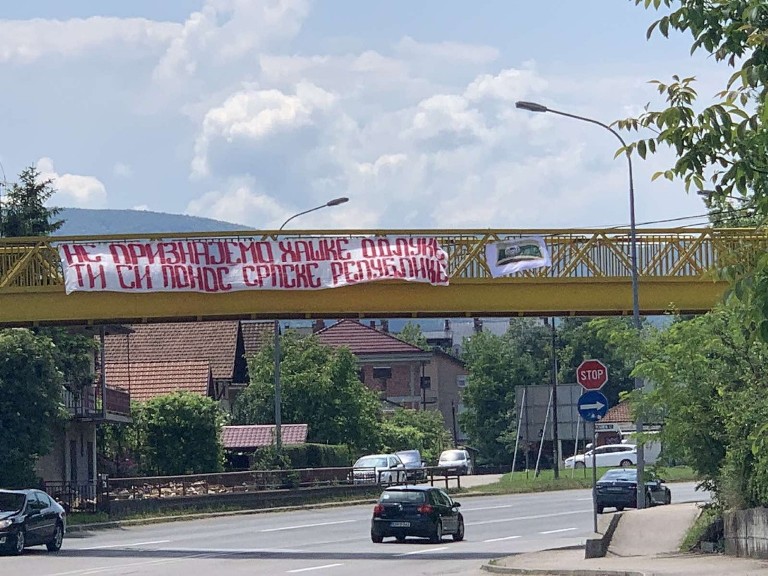 НЕ ПРИЗНАЈЕМО ХАШКЕ ОДЛУКЕ
ТИ СИ ПОНОС СРПСКЕ РЕПУБЛИКЕ
STOP